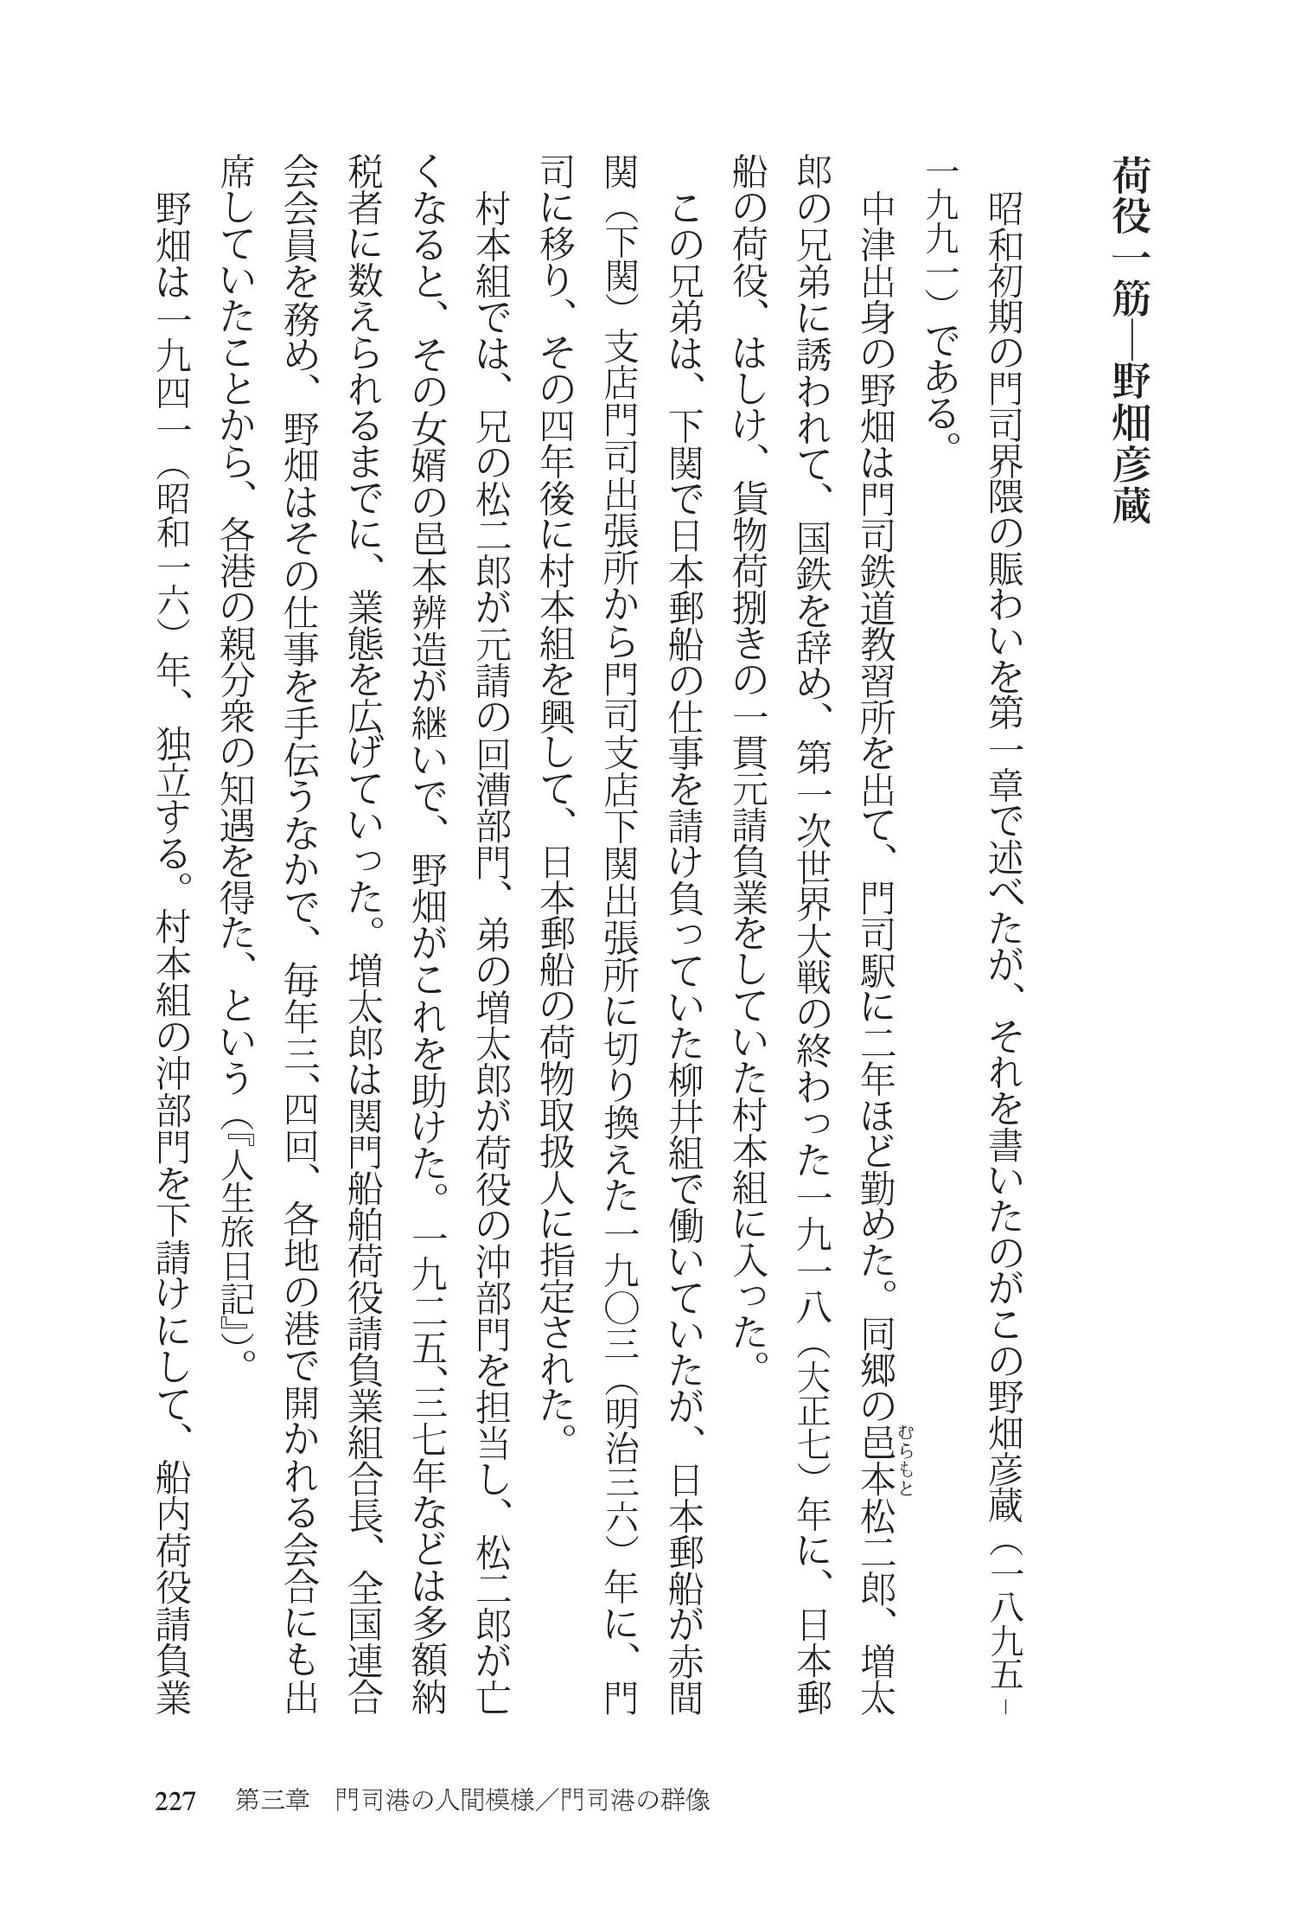 荷役一筋―野畑彦蔵
昭和初期の門司界隈の賑わいを第一章で述べたが、それを書いたのがこの野畑彦蔵（一八九五－
一九九一）である。
中津出身の野畑は門司鉄道教習所を出て、門司駅に二年ほど勤めた。同郷の邑本松二郎、増太
むらもと
郎の兄弟に誘われて、国鉄を辞め、第一次世界大戦の終わった一九一八（大正七）年に、日本郵
船の荷役、はしけ、貨物荷捌きの一貫元請負業をしていた村本組に入った。
この兄弟は、下関で日本郵船の仕事を請け負っていた柳井組で働いていたが、日本郵船が赤間
関（下関）支店門司出張所から門司支店下関出張所に切り換えた一九〇三（明治三六）年に、門
司に移り、その四年後に村本組を興して、日本郵船の荷物取扱人に指定された。
村本組では、兄の松二郎が元請の回漕部門、弟の増太郎が荷役の沖部門を担当し、松二郎が亡
くなると、その女婿の邑本辨造が継いで、野畑がこれを助けた。一九二五、三七年などは多額納
税者に数えられるまでに、業態を広げていった。増太郎は関門船舶荷役請負業組合長、全国連合
会会員を務め、野畑はその仕事を手伝うなかで、毎年三、四回、各地の港で開かれる会合にも出
席していたことから、各港の親分衆の知遇を得た、という（『人生旅日記』）。
野畑は一九四一（昭和一六）年、独立する。村本組の沖部門を下請けにして、船内荷役請負業
227 第三章 門司港の人間模様／門司港の群像